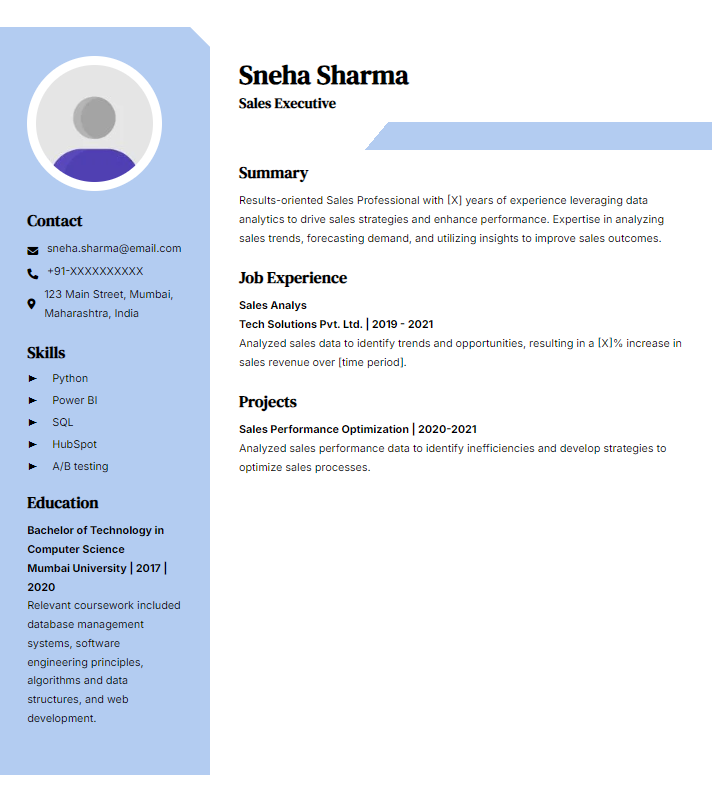 Sneha Sharma
Sales Executive
Contact
sneha.sharma@email.com
+91-XXXXXXXXXX
123 Main Street, Mumbai,
Maharashtra, India
Skills
Python
Power BI
SQL
HubSpot
A/B testing
Education
Bachelor of Technology in
Computer Science
Mumbai University | 2017 |
2020
Relevant coursework included
database management
systems, software
engineering principles,
algorithms and data
structures, and web
development.
Summary
Results-oriented Sales Professional with [X] years of experience leveraging data
analytics to drive sales strategies and enhance performance. Expertise in analyzing
sales trends, forecasting demand, and utilizing insights to improve sales outcomes.
Job Experience
Sales Analys
Tech Solutions Pvt. Ltd. | 2019 - 2021
Analyzed sales data to identify trends and opportunities, resulting in a [X]% increase in
sales revenue over [time period].
Projects
Sales Performance Optimization | 2020-2021
Analyzed sales performance data to identify inefficiencies and develop strategies to
optimize sales processes.